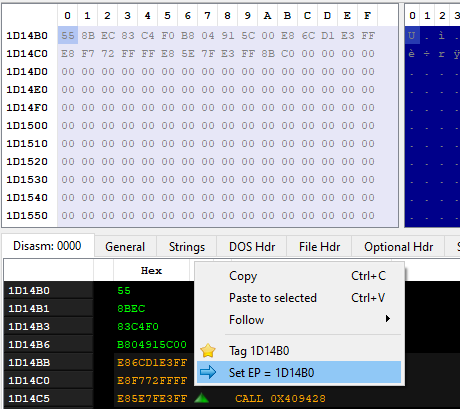 0 1 2 3 4 5 6 7 8 9 A B C D E F
1D14B0 55 8B EC 83 C4 F0 B8 04 91 5C 00 E8 6C D1 E3 FF U . ì
1D14C0 E8 F7 72 FF FF E8 5E 7F E3 FF 8B C0 00 00 00 00 è ÷ r ÿ
1D14D0 00 00 00 00 00 00 00 00 00 00 00 00 00 00 00 00 . . . .
1D14E0 00 00 00 00 00 00 00 00 00 00 00 00 00 00 00 00 . . . .
1D14F0 00 00 00 00 00 00 00 00 00 00 00 00 00 00 00 00 . . . .
1D1500 00 00 00 00 00 00 00 00 00 00 00 00 00 00 00 00 . . . .
1D1510 00 00 00 00 00 00 00 00 00 00 00 00 00 00 00 00 . . . .
1D1520 00 00 00 00 00 00 00 00 00 00 00 00 00 00 00 00 . . . .
1D1530 00 00 00 00 00 00 00 00 00 00 00 00 00 00 00 00 . . . .
1D1540 00 00 00 00 00 00 00 00 00 00 00 00 00 00 00 00 . . . .
1D1550 00 00 00 00 00 00 00 00 00 00 00 00 00 00 00 00 . . . .
Disasm: 0000 General Strings DOS Hdr File Hdr Optional Hdr
Hex
1D14B0 55
1D14B1 8BEC
1D14B3 83C4F0
1D14B6 B804915C00
1D14BB E86CD1E3FF
1D14C0 E8F772FFFF
1D14C5 E85E7FE3FF CALL 0X409428
Copy Ctrl+C
Paste to selected Ctrl+V
Follow
Tag 1D14B0
Set EP = 1D14B0